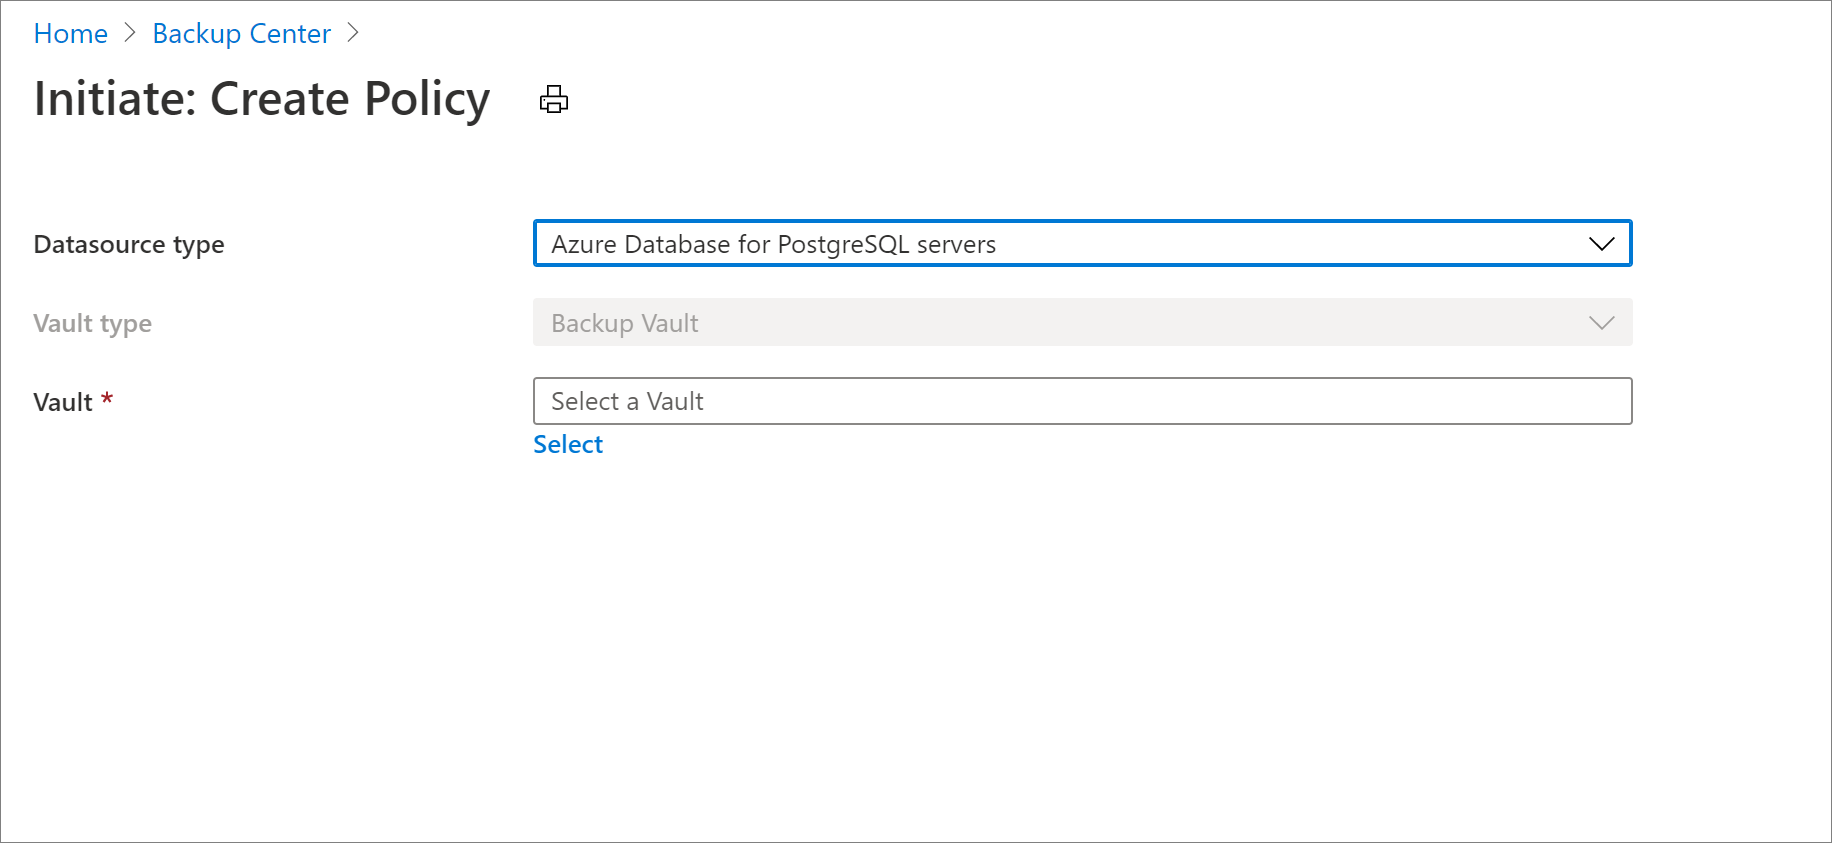 Home > Backup Center >
Initiate: Create Policy
Datasource type
Azure Database for PostgreSQL servers
Vault type
Backup Vault
Vault *
Select a Vault
Select